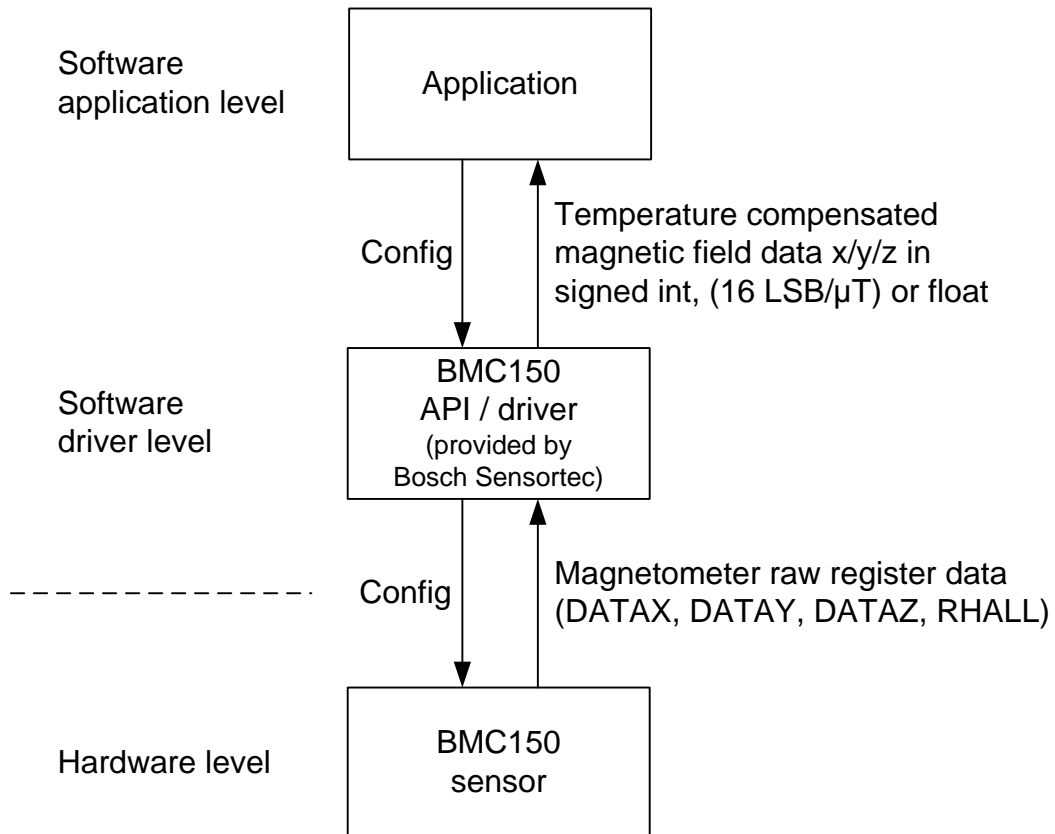 Software
application level
Application
Config
Temperature compensated
magnetic field data x/y/z in
signed int, (16 LSB/µT) or float
Software
driver level
BMC150
API / driver
(provided by
Bosch Sensortec)
Config
Magnetometer raw register data
(DATAX, DATAY, DATAZ, RHALL)
Hardware level
BMC150
sensor